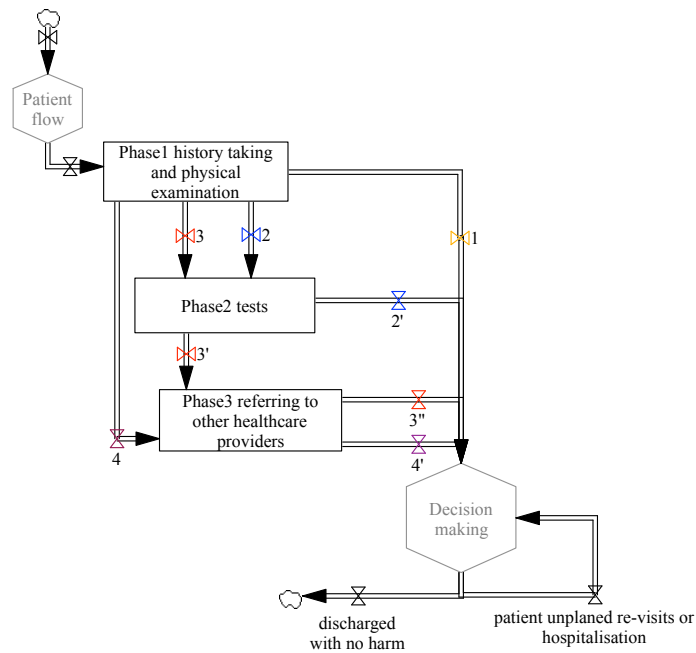 Patient
flow
Phase1 history taking
and physical
examination
3
2
1
Phase2 tests
2'
3'
Phase3 referring to
other healthcare
providers
3"
4
4'
Decision
making
discharged
with no harm
patient unplaned re-visits or
hospitalisation